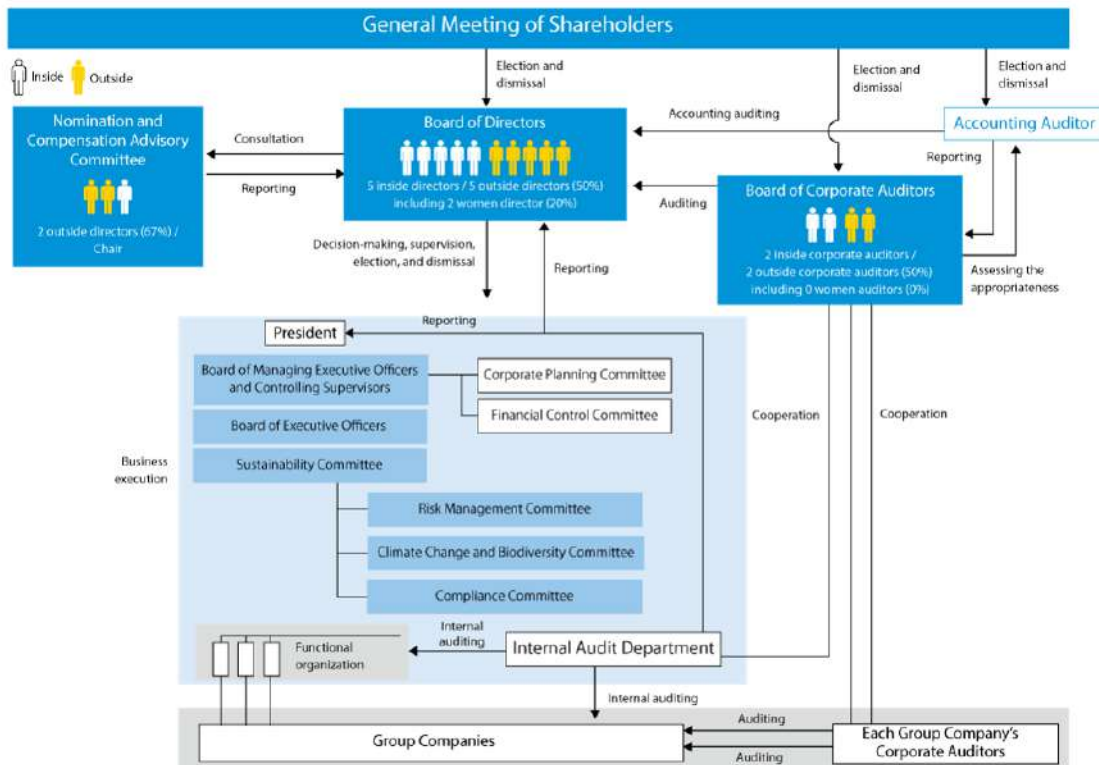 General Meeting of Shareholders
Inside
Outside
Election and
dismissal
Election and
dismissal
Election and
dismissal
Nomination and
Compensation Advisory
Committee
2 outside directors (67%) /
Chair
Consultation
Reporting
Board of Directors
5 inside directors / 5 outside directors (50%)
including 2 women director (20%)
Accounting auditing
Accounting Auditor
Reporting
Auditing
Board of Corporate Auditors
2 inside corporate auditors /
2 outside corporate auditors (50%)
including 0 women auditors (0%)
Assessing the
appropriateness
Decision-making, supervision,
election, and dismissal
Reporting
President
Reporting
Board of Managing Executive Officers
and Controlling Supervisors
Corporate Planning Committee
Financial Control Committee
Board of Executive Officers
Cooperation
Cooperation
Business
execution
Sustainability Committee
Risk Management Committee
Climate Change and Biodiversity Committee
Compliance Committee
Functional
organization
Internal
auditing
Internal Audit Department
Internal auditing
Group Companies
Auditing
Auditing
Each Group Company's
Corporate Auditors